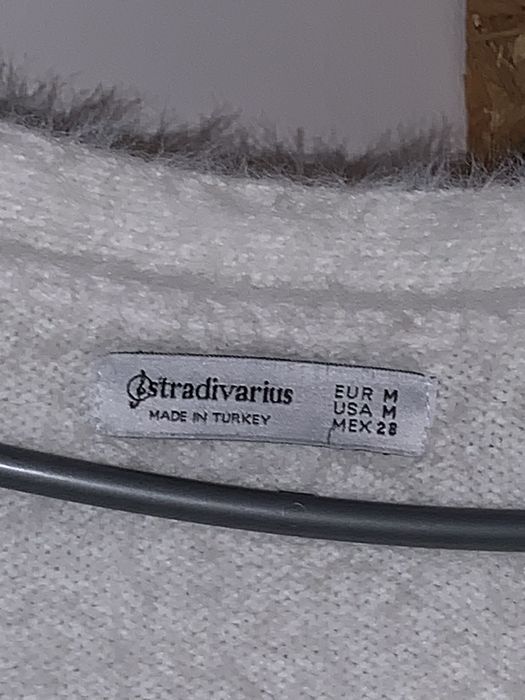 stradivarius
MADE IN TURKEY
EUR M
USA M
MEX 28